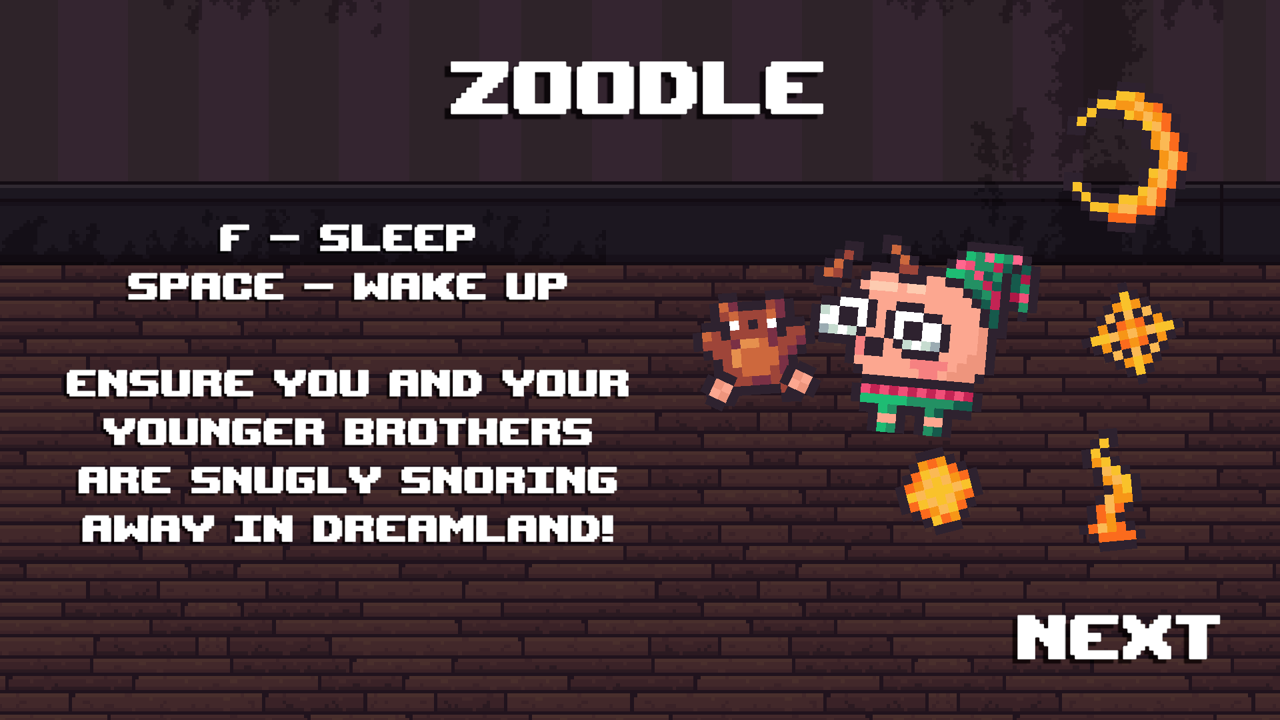 ZOODLE
F – SLEEP
SPACE – WAKE UP
ENSURE YOU AND YOUR
YOUNGER BROTHERS
ARE SNUGLY SNORING
AWAY IN DREAMLAND!
NEXT